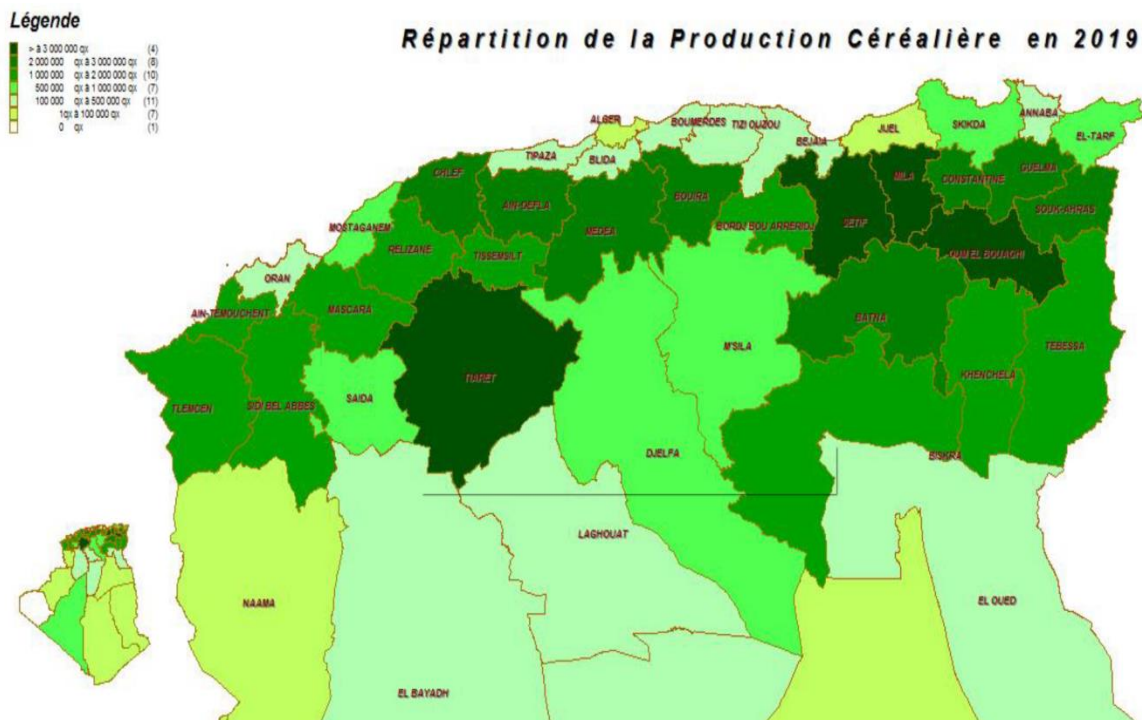 Légende
Répartition de la Production Céréalière en 2019
> à 3 000 000 qx (4)
2 000 000 qx à 3 000 000 qx (8)
1 000 000 qx à 2 000 000 qx (10)
500 000 qx à 1 000 000 qx (7)
100 000 qx à 500 000 qx (11)
1qx à 100 000 qx (7)
0 qx (1)
ALGER
BOUMERDES
TIZI OUZOU
BEJAIA
JIJEL
SKIKDA
ANNABA
EL-TARF
TIPAZA
BLIDA
CHLEF
AIN-DEFLA
MEDEA
BOUIRA
BORDJ BOU ARRERIDJ
SETIF
MILA
CONSTANTINE
GUELMA
SOUK-AHRAS
MOSTAGANEM
RELIZANE
TISSEMSILT
OUM EL BOUAGHI
ORAN
AIN-TEMOUCHENT
MASCARA
BATNA
TEBESSA
M'SILA
KHENCHELA
TIARET
TLEMCEN
SIDI BEL ABBES
SAIDA
DJELFA
BISKRA
LAGHOUAT
NAAMA
EL OUED
EL BAYADH